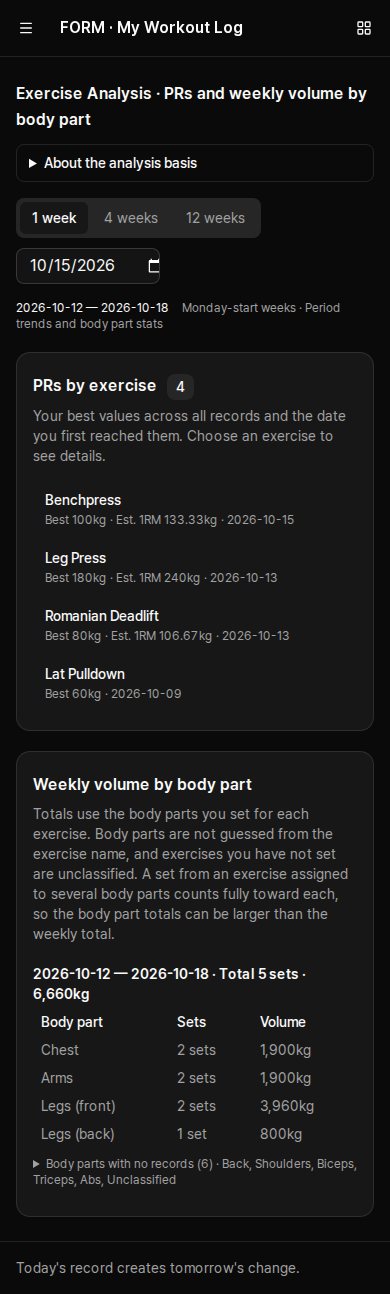 FORM · My Workout Log
Exercise Analysis · PRs and weekly volume by
body part
About the analysis basis
1 week 4 weeks 12 weeks
10/15/2026
2026-10-12 — 2026-10-18 Monday-start weeks · Period
trends and body part stats
PRs by exercise 4
Your best values across all records and the date
you first reached them. Choose an exercise to
see details.
Benchpress
Best 100kg · Est. 1RM 133.33kg · 2026-10-15
Leg Press
Best 180kg · Est. 1RM 240kg · 2026-10-13
Romanian Deadlift
Best 80kg · Est. 1RM 106.67kg · 2026-10-13
Lat Pulldown
Best 60kg · 2026-10-09
Weekly volume by body part
Totals use the body parts you set for each
exercise. Body parts are not guessed from the
exercise name, and exercises you have not set
are unclassified. A set from an exercise assigned
to several body parts counts fully toward each,
so the body part totals can be larger than the
weekly total.
2026-10-12 — 2026-10-18 · Total 5 sets ·
6,660kg
Body part Sets Volume
Chest 2 sets 1,900kg
Arms 2 sets 1,900kg
Legs (front) 2 sets 3,960kg
Legs (back) 1 set 800kg
Body parts with no records (6) · Back, Shoulders, Biceps,
Triceps, Abs, Unclassified
Today's record creates tomorrow's change.